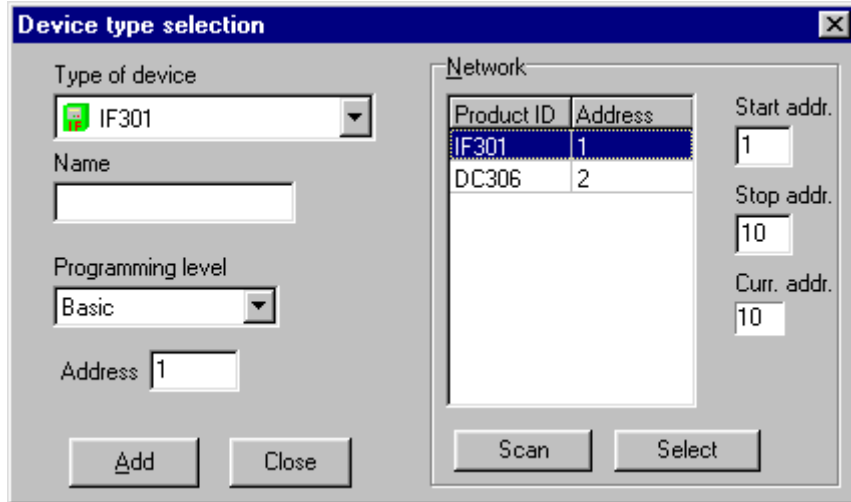 Device type selection
Type of device
IF IF301
Name
Programming level
Basic
Address 1
Add Close
Network
Product ID Address
IF301 1
DC306 2
Start addr.
1
Stop addr.
10
Curr. addr.
10
Scan Select